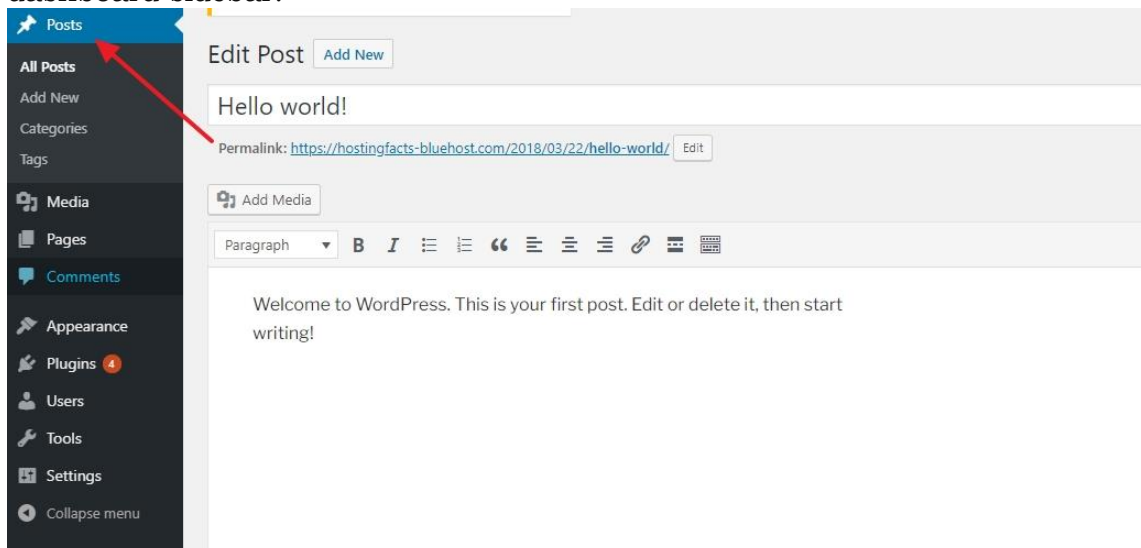 dashboard sidebar.
Posts
All Posts
Add New
Categories
Tags
Media
Pages
Comments
Appearance
Plugins 4
Users
Tools
Settings
Collapse menu
Edit Post Add New
Hello world!
Permalink: https://hostingfacts-bluehost.com/2018/03/22/hello-world/ Edit
Add Media
Paragraph B I
Welcome to WordPress. This is your first post. Edit or delete it, then start
writing!